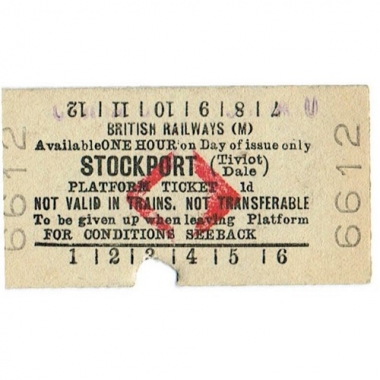 7|8|9|10|11|12
BRITISH RAILWAYS (M)
Available ONE HOUR on Day of issue only
STOCKPORT (Tiviot Dale)
PLATFORM TICKET 1d
NOT VALID IN TRAINS. NOT TRANSFERABLE
To be given up when leaving Platform
FOR CONDITIONS SEE BACK
1|2|3|4|5|6
6612
6612